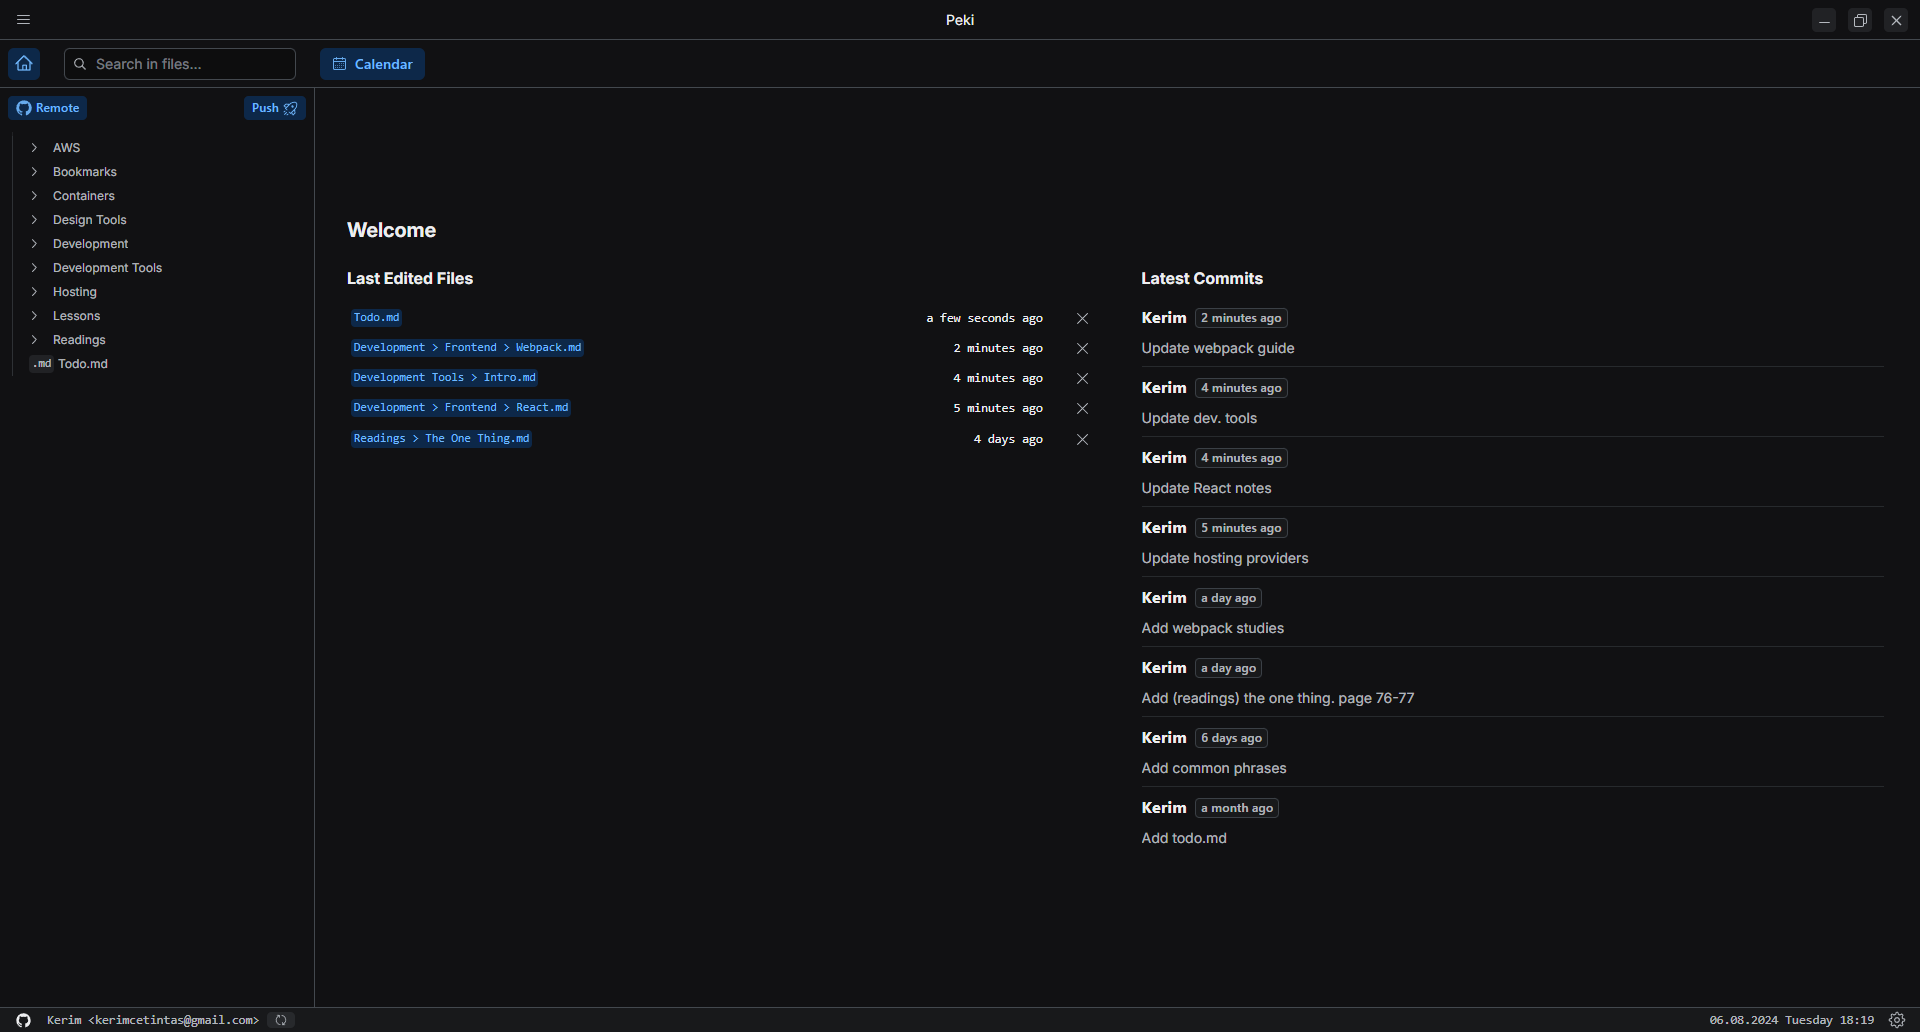 Peki
Search in files...
Calendar
Remote
Push
AWS
Bookmarks
Containers
Design Tools
Development
Development Tools
Hosting
Lessons
Readings
.md Todo.md
Welcome
Last Edited Files
Todo.md a few seconds ago
Development > Frontend > Webpack.md 2 minutes ago
Development Tools > Intro.md 4 minutes ago
Development > Frontend > React.md 5 minutes ago
Readings > The One Thing.md 4 days ago
Latest Commits
Kerim 2 minutes ago
Update webpack guide
Kerim 4 minutes ago
Update dev. tools
Kerim 4 minutes ago
Update React notes
Kerim 5 minutes ago
Update hosting providers
Kerim a day ago
Add webpack studies
Kerim a day ago
Add (readings) the one thing. page 76-77
Kerim 6 days ago
Add common phrases
Kerim a month ago
Add todo.md
Kerim <kerimcetintas@gmail.com>
06.08.2024 Tuesday 18:19